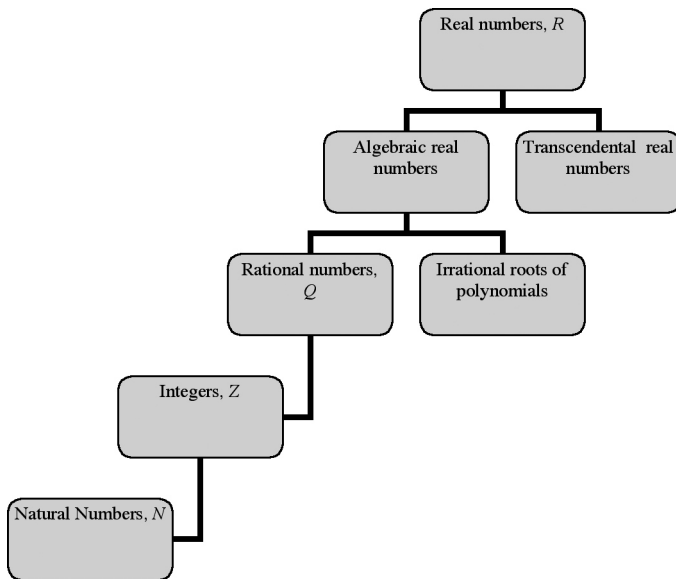 Real numbers, R
Algebraic real
numbers
Transcendental real
numbers
Rational numbers,
Q
Irrational roots of
polynomials
Integers, Z
Natural Numbers, N